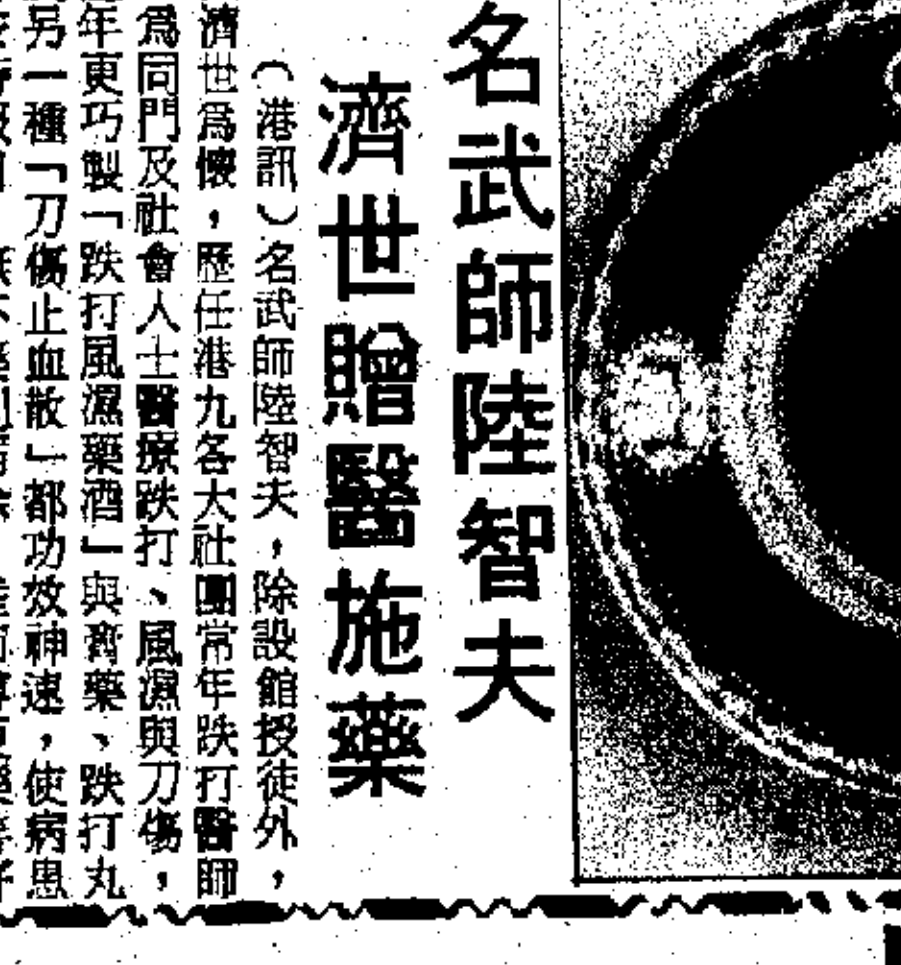 名武師陸智夫
濟世贈醫施藥
（港訊）名武師陸智夫，除設館授徒外，
濟世爲懷，歷任港九各大社團常年跌打醫師
爲同門及社會人士醫療跌打、風濕與刀傷，
年更巧製「跌打風濕藥酒」與膏藥、跌打丸
另一種「刀傷止血散」都功效神速，使病患